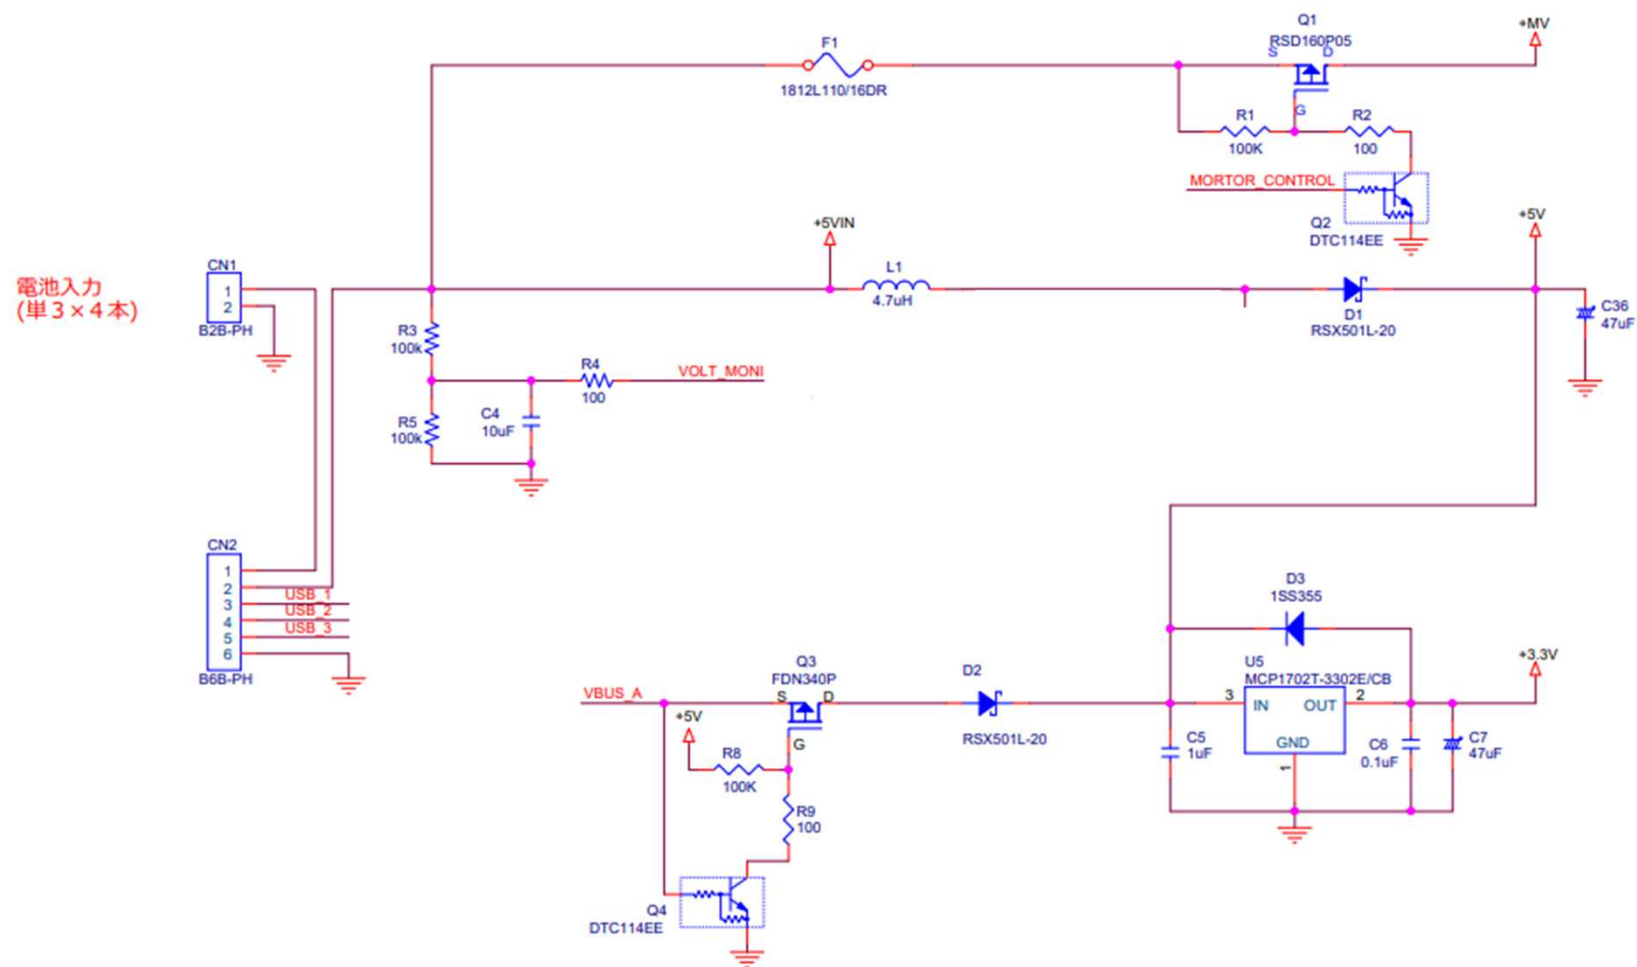 Q1
RSD160P05
S
D
G
+MV
F1
1812L110/16DR
R1
100K
R2
100
MORTOR_CONTROL
Q2
DTC114EE
+5VIN
L1
4.7uH
+5V
D1
RSX501L-20
C36
47uF
電池入力
(単3×4本)
CN1
1
2
B2B-PH
R3
100k
R4
100
VOLT_MONI
R5
100k
C4
10uF
CN2
1
2
3
4
5
6
USB_1
USB_2
USB_3
B6B-PH
D3
1SS355
Q3
FDN340P
VBUS_A
S
D
G
+5V
R8
100K
R9
100
Q4
DTC114EE
D2
RSX501L-20
U5
MCP1702T-3302E/CB
3
IN
OUT
2
GND
1
+3.3V
C5
1uF
C6
0.1uF
C7
47uF